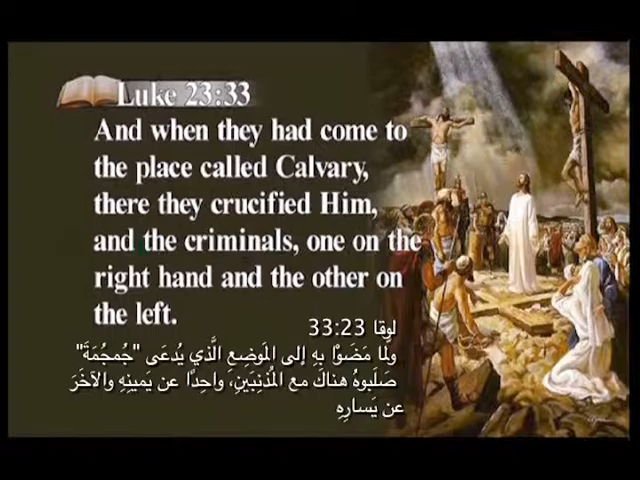 Luke 23:33
And when they had come to
the place called Calvary,
there they crucified Him,
and the criminals, one on the
right hand and the other on
the left.
لوقا 33:23
ولَمّا مَضَوْا بِهِ إلى المَوضِعِ الَّذي يُدعَى "جُمجُمَةً"
صَلَبوهُ هناكَ مع المُذنِبَينِ، واحِدًا عن يَمينِهِ والآخَرَ
عن يَسارِهِ